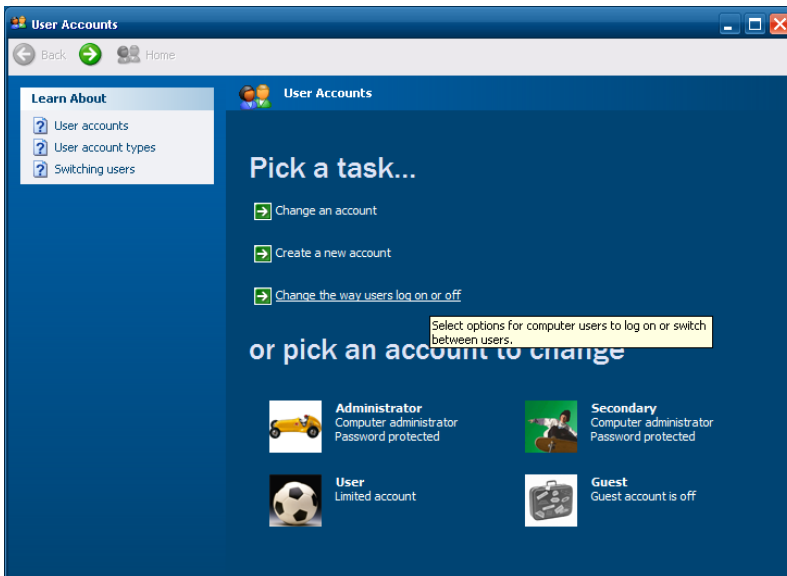 User Accounts
Back
Home
Learn About
User accounts
User account types
Switching users
User Accounts
Pick a task...
Change an account
Create a new account
Change the way users log on or off
Select options for computer users to log on or switch
between users.
or pick an account to change
Administrator
Computer administrator
Password protected
Secondary
Computer administrator
Password protected
User
Limited account
Guest
Guest account is off